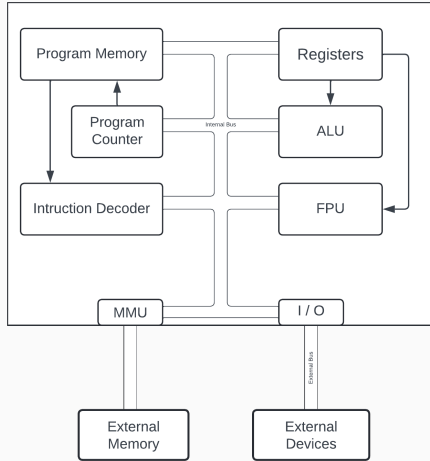 Program Memory
Registers
Program
Counter
Internal Bus
ALU
Intruction Decoder
FPU
MMU
I / O
External Bus
External
Memory
External
Devices